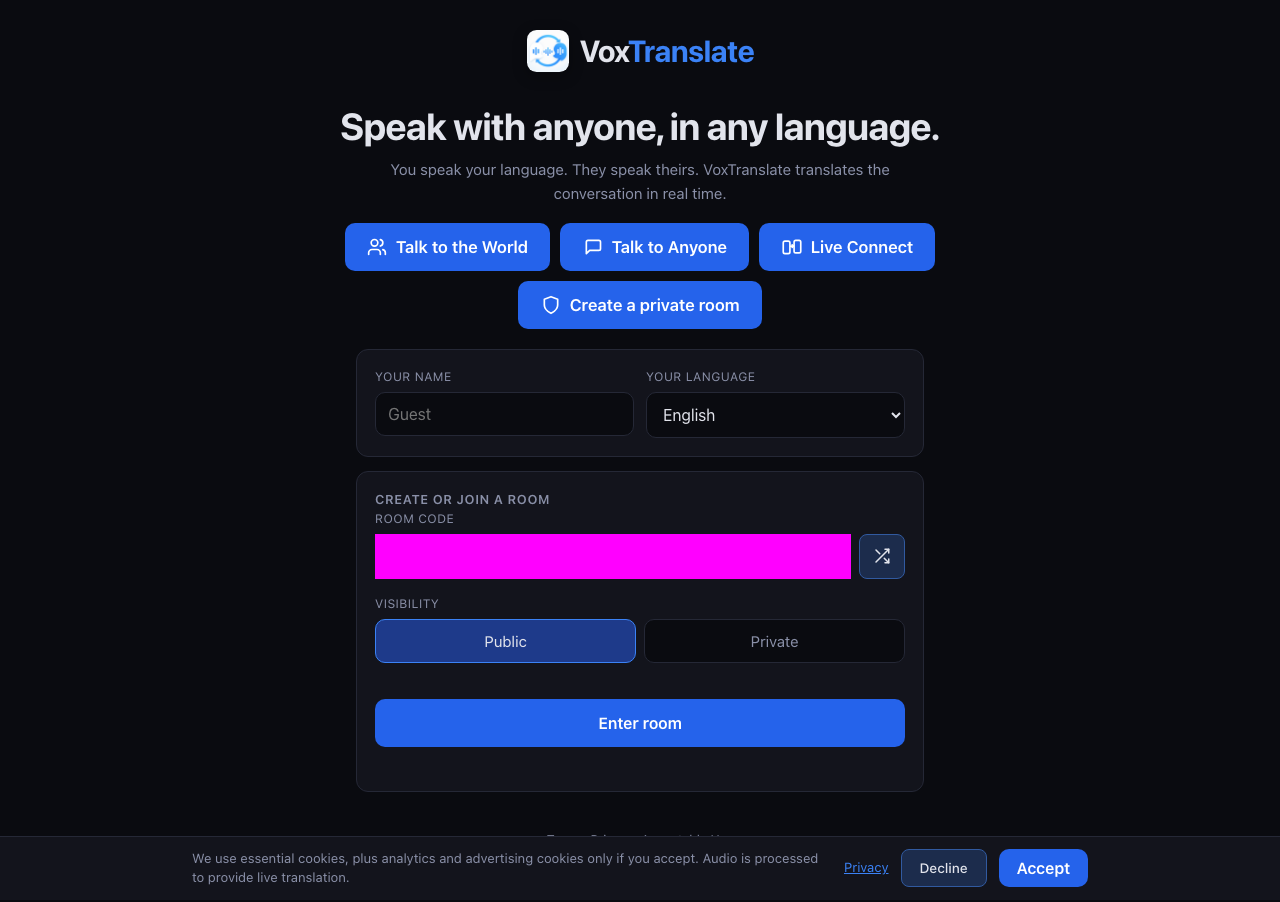 VoxTranslate
Speak with anyone, in any language.
You speak your language. They speak theirs. VoxTranslate translates the
conversation in real time.
Talk to the World
Talk to Anyone
Live Connect
Create a private room
YOUR NAME
YOUR LANGUAGE
Guest
English
CREATE OR JOIN A ROOM
ROOM CODE
VISIBILITY
Public
Private
Enter room
We use essential cookies, plus analytics and advertising cookies only if you accept. Audio is processed
to provide live translation.
Privacy
Decline
Accept